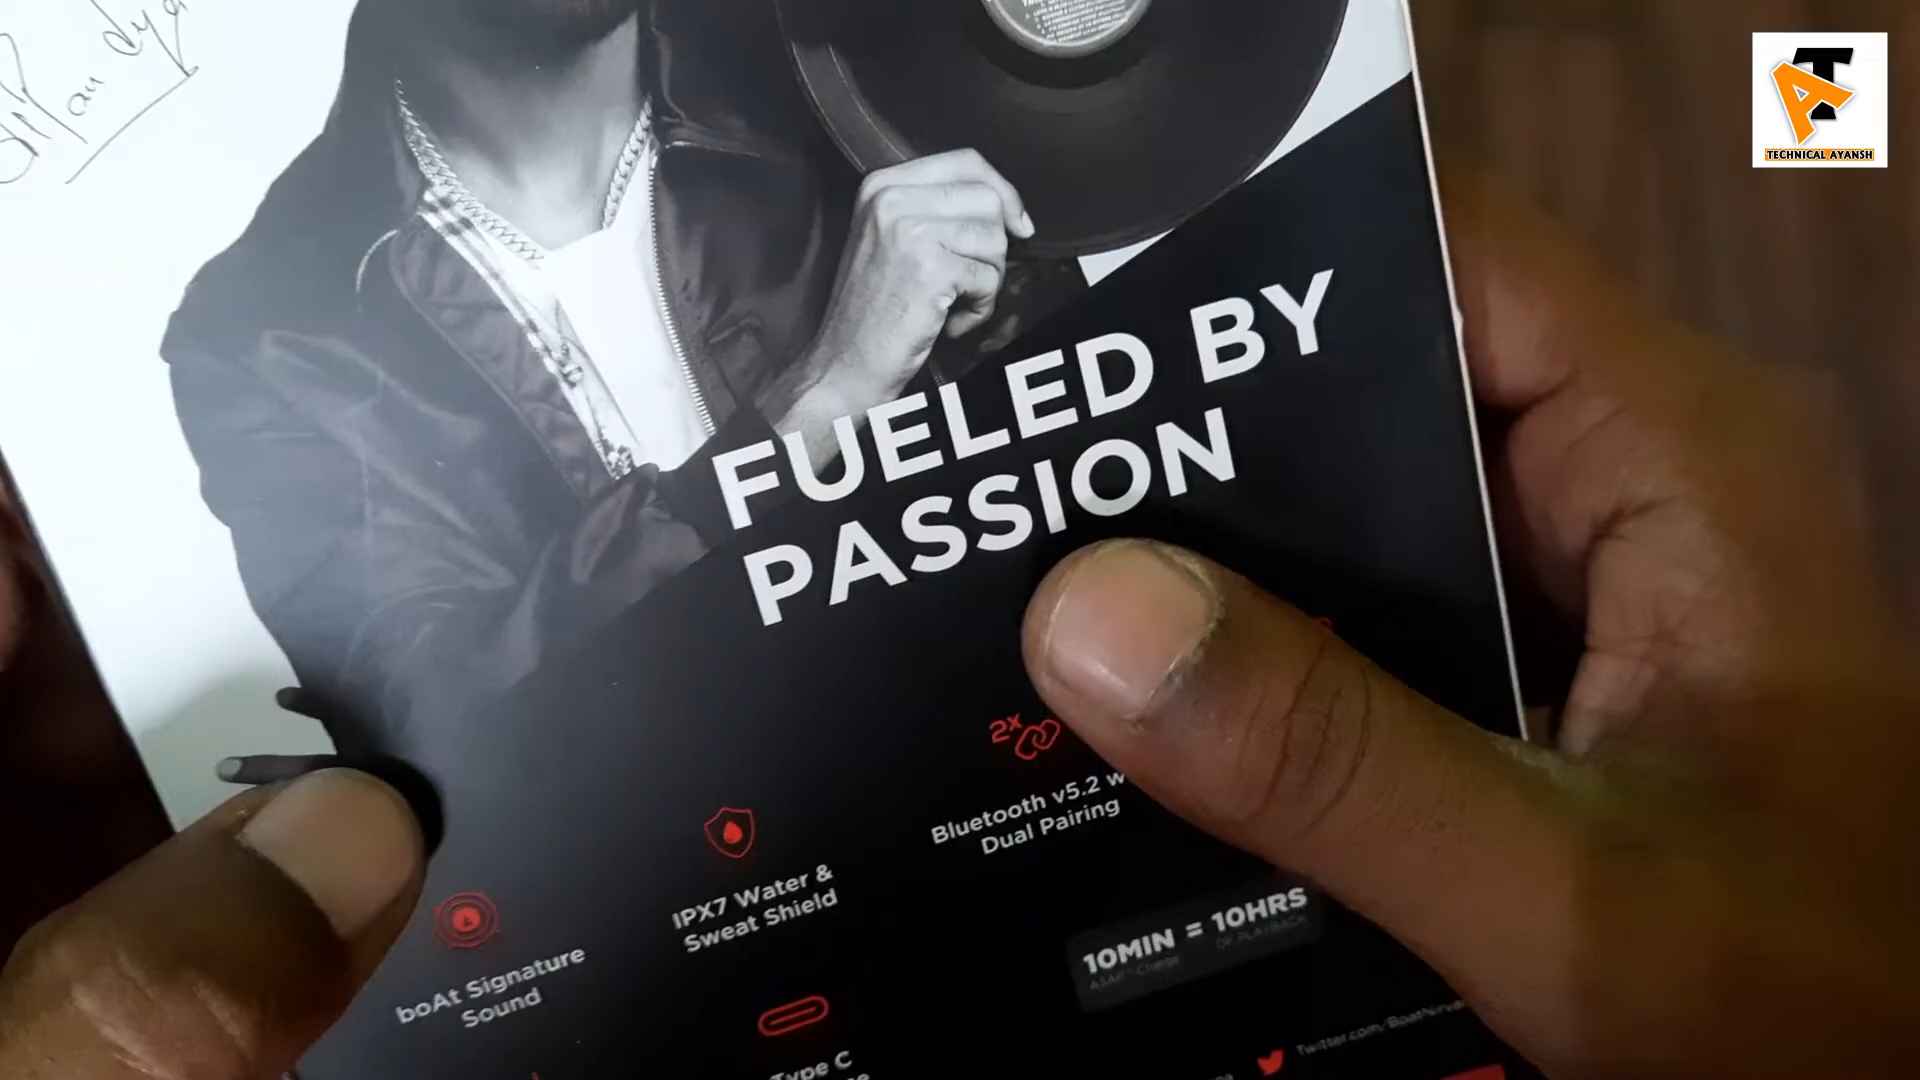 TECHNICAL AYANSH
FUELED BY
PASSION
2x
Bluetooth v5.2
Dual Pairing
IPX7 Water &
Sweat Shield
boAt Signature
Sound
10MIN = 10HRS
OF PLAYBACK
ASAP™ Charge
Type C
Twitter.com/BoatNirva